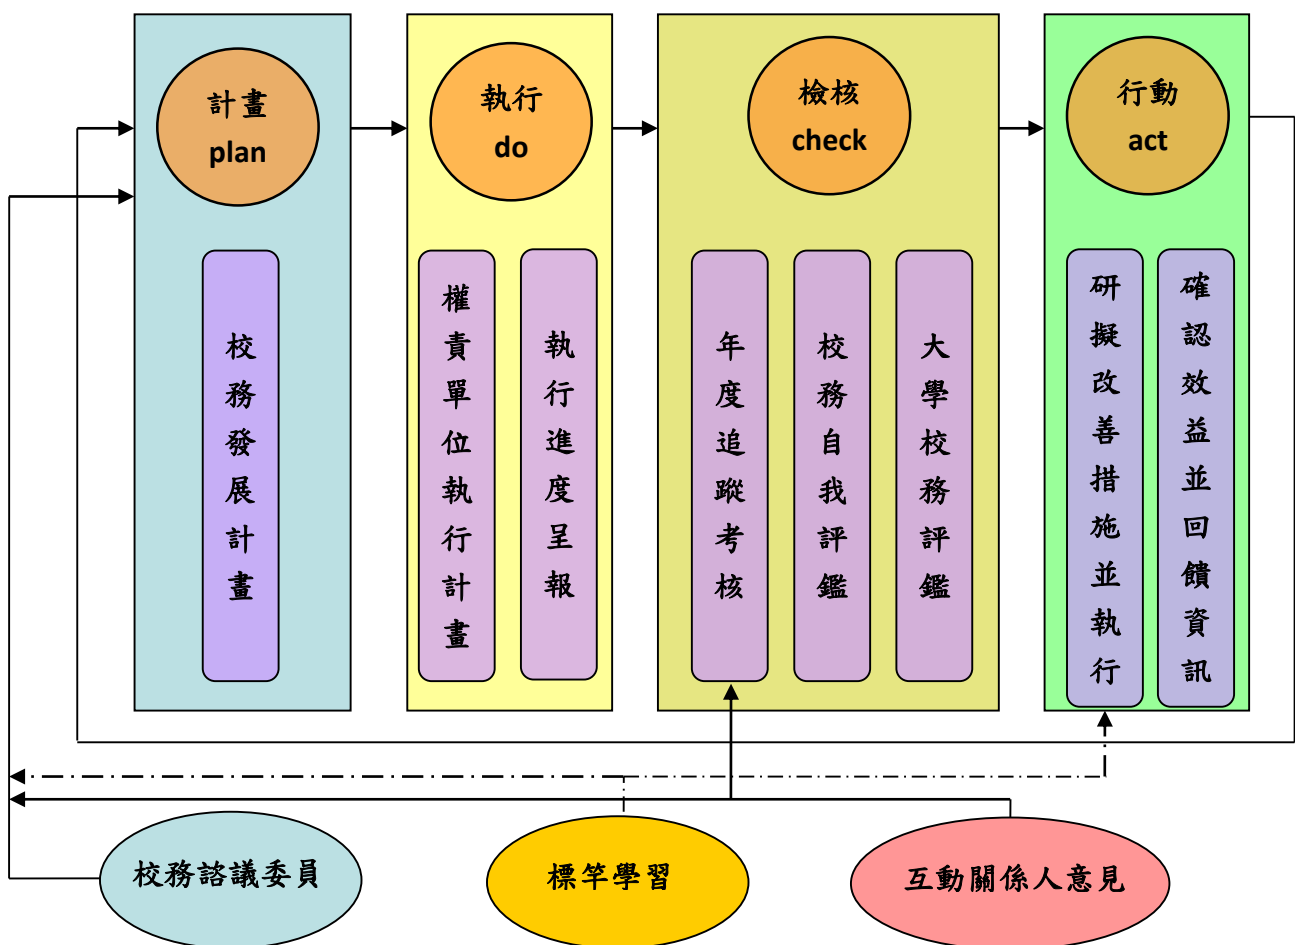 計畫
plan
執行
do
檢核
check
行動
act
校務發展計畫
權責單位執行計畫
執行進度呈報
年度追蹤考核
校務自我評鑑
大學校務評鑑
研擬改善措施並執行
確認效益並回饋資訊
校務諮議委員
標竿學習
互動關係人意見